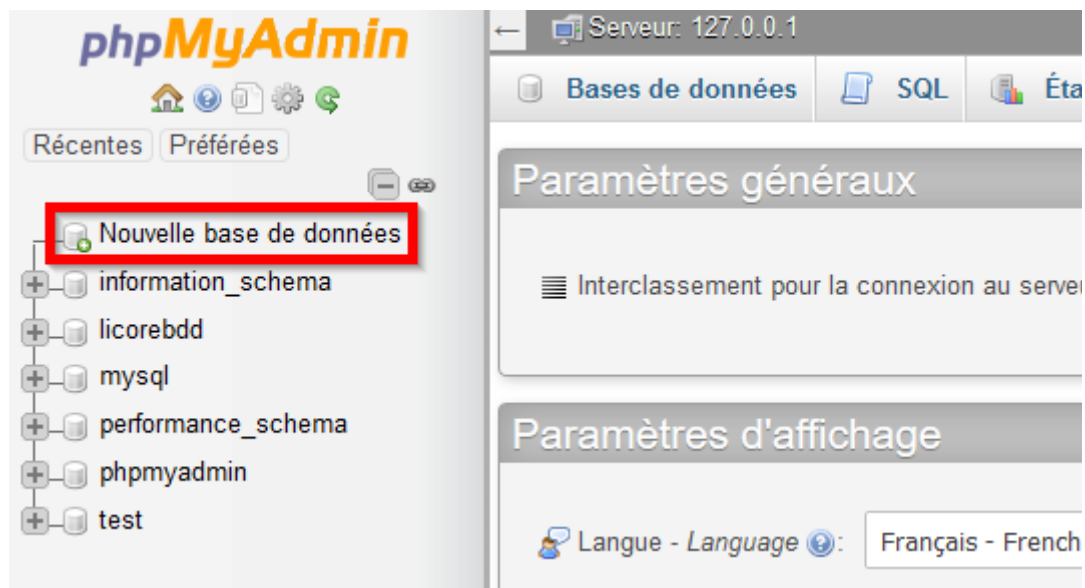 phpMyAdmin
Récentes Préférées
Nouvelle base de données
information_schema
licorebdd
mysql
performance_schema
phpmyadmin
test
Serveur: 127.0.0.1
Bases de données SQL
Paramètres généraux
Interclassement pour la connexion au
Paramètres d'affichage
Langue - Language :
Français - French